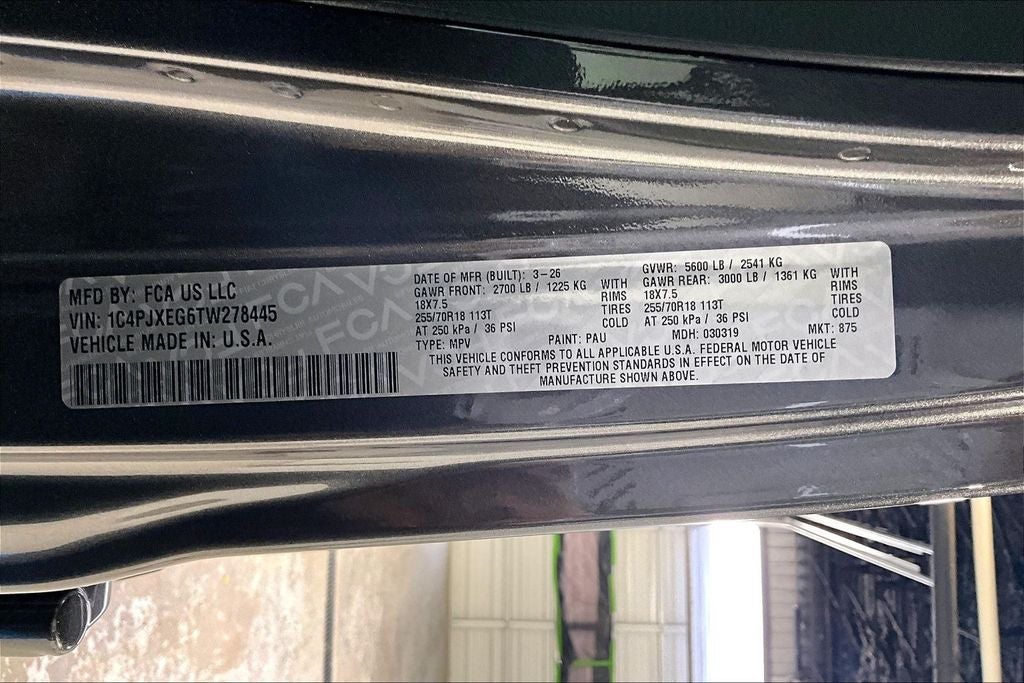 MFD BY: FCA US LLC
VIN: 1C4PJXEG6TW278445
VEHICLE MADE IN: U.S.A.
DATE OF MFR (BUILT): 3-26
GAWR FRONT: 2700 LB / 1225 KG WITH
18X7.5 RIMS
255/70R18 113T TIRES
AT 250 kPa / 36 PSI COLD
GVWR: 5600 LB / 2541 KG
GAWR REAR: 3000 LB / 1361 KG WITH
18X7.5 RIMS
255/70R18 113T TIRES
AT 250 kPa / 36 PSI COLD
TYPE: MPV PAINT: PAU MDH: 030319 MKT: 875
THIS VEHICLE CONFORMS TO ALL APPLICABLE U.S.A. FEDERAL MOTOR VEHICLE
SAFETY AND THEFT PREVENTION STANDARDS IN EFFECT ON THE DATE OF
MANUFACTURE SHOWN ABOVE.